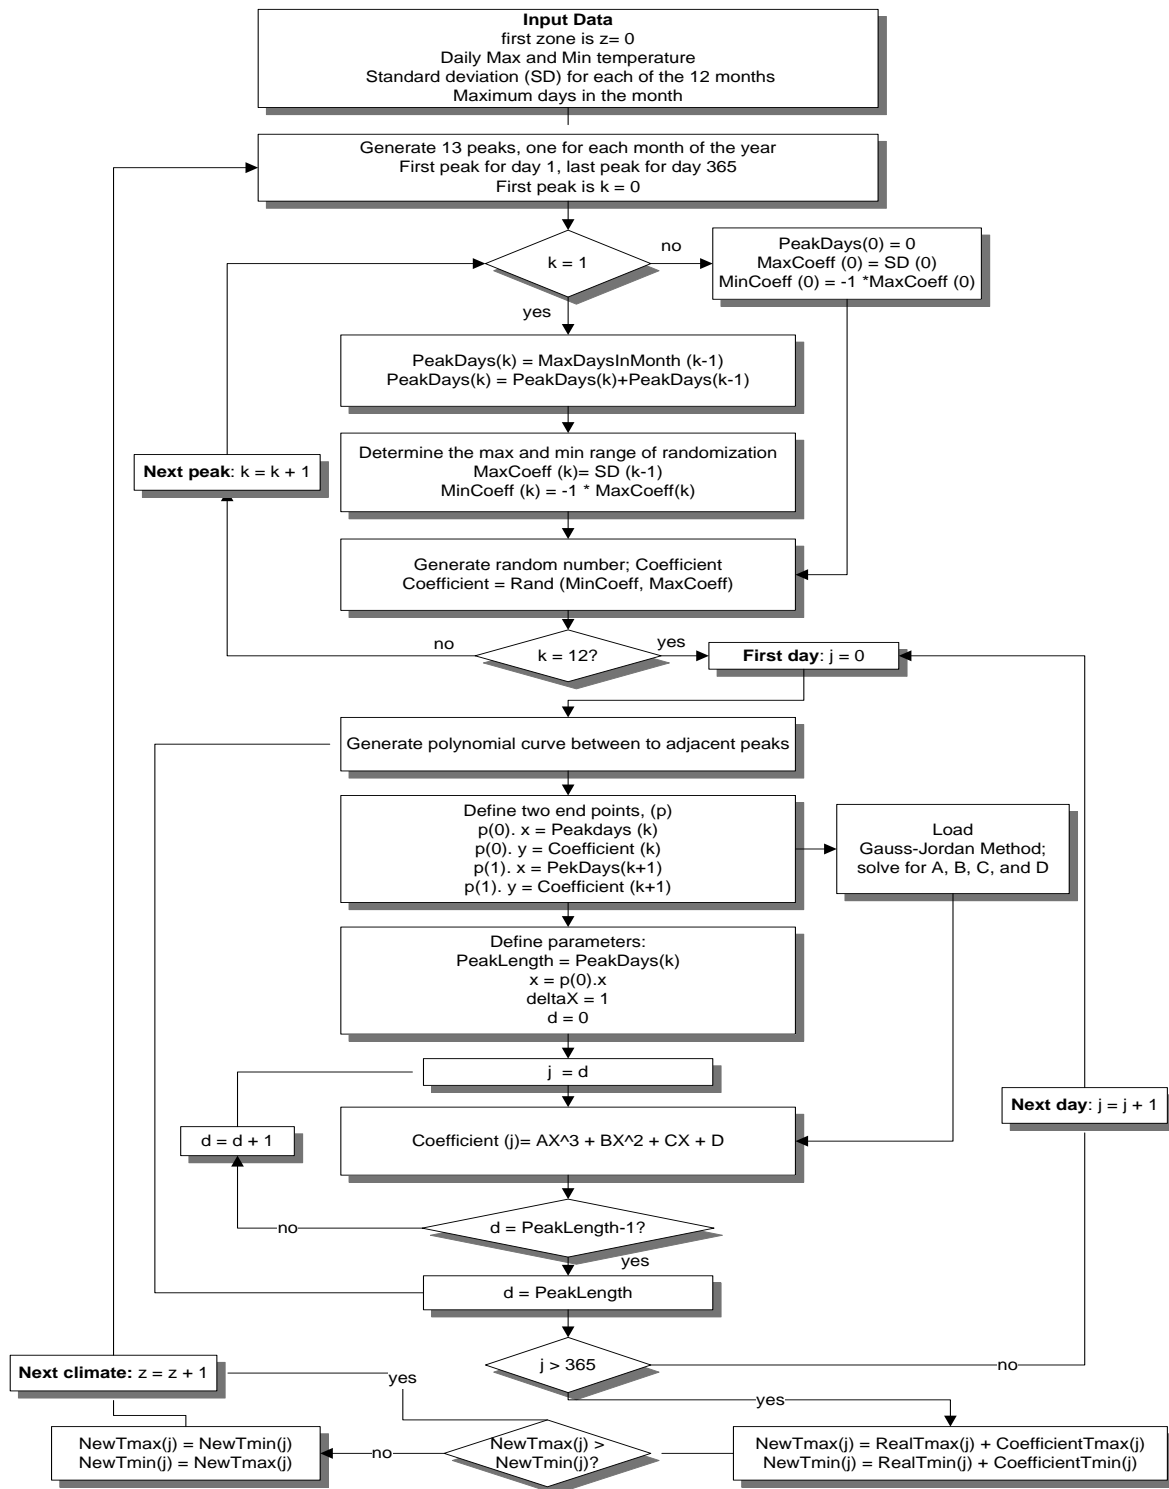 Input Data
first zone is z= 0
Daily Max and Min temperature
Standard deviation (SD) for each of the 12 months
Maximum days in the month
Generate 13 peaks, one for each month of the year
First peak for day 1, last peak for day 365
First peak is k = 0
k = 1
no
PeakDays(0) = 0
MaxCoeff (0) = SD (0)
MinCoeff (0) = -1 *MaxCoeff (0)
yes
PeakDays(k) = MaxDaysInMonth (k-1)
PeakDays(k) = PeakDays(k)+PeakDays(k-1)
Determine the max and min range of randomization
MaxCoeff (k)= SD (k-1)
MinCoeff (k) = -1 * MaxCoeff(k)
Next peak: k = k + 1
Generate random number; Coefficient
Coefficient = Rand (MinCoeff, MaxCoeff)
no
k = 12?
yes
First day: j = 0
Generate polynomial curve between to adjacent peaks
Define two end points, (p)
p(0). x = Peakdays (k)
p(0). y = Coefficient (k)
p(1). x = PekDays(k+1)
p(1). y = Coefficient (k+1)
Load
Gauss-Jordan Method;
solve for A, B, C, and D
Define parameters:
PeakLength = PeakDays(k)
x = p(0).x
deltaX = 1
d = 0
j = d
Next day: j = j + 1
d = d + 1
Coefficient (j)= AX^3 + BX^2 + CX + D
no
d = PeakLength-1?
yes
d = PeakLength
j > 365
no
Next climate: z = z + 1
yes
yes
NewTmax(j) = NewTmin(j)
NewTmin(j) = NewTmax(j)
no
NewTmax(j) >
NewTmin(j)?
NewTmax(j) = RealTmax(j) + CoefficientTmax(j)
NewTmin(j) = RealTmin(j) + CoefficientTmin(j)